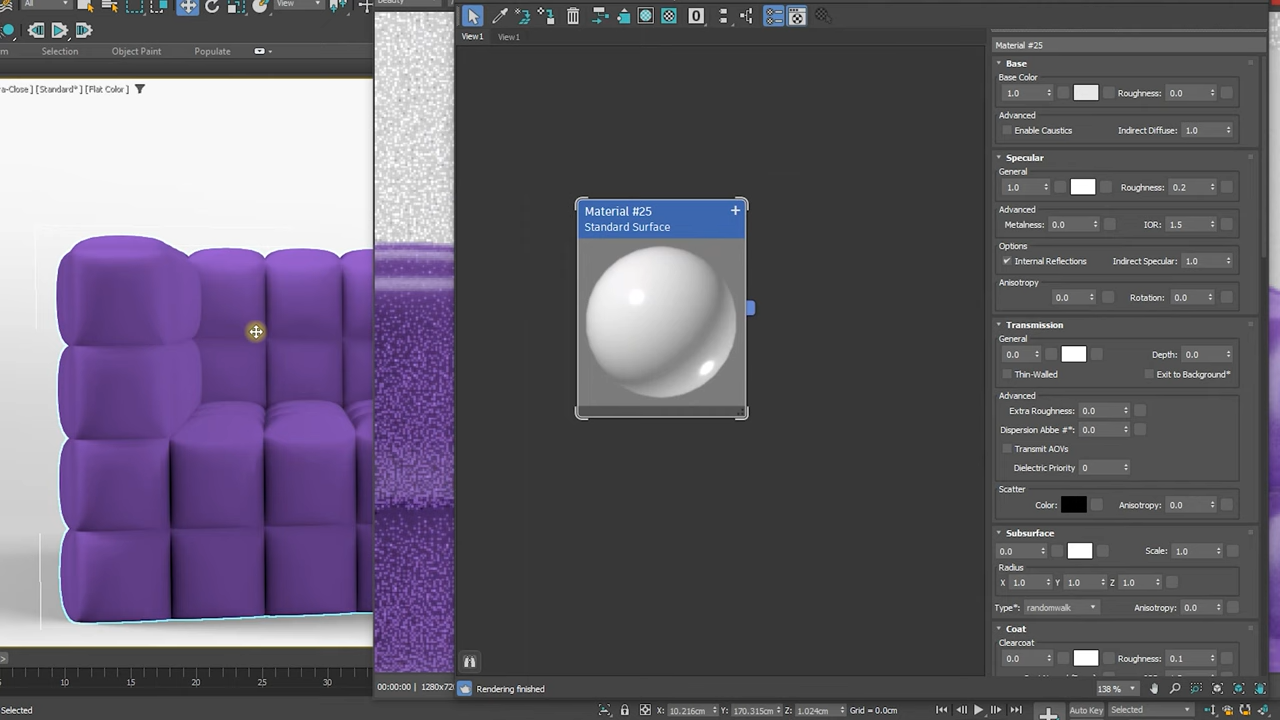 All
View
Beauty
Selection
Object Paint
Populate
[Standard* ] [Flat Color ]
View1
View1
Material #25
Standard Surface
Material #25
Base
Base Color
1.0
Roughness: 0.0
Advanced
Enable Caustics
Indirect Diffuse: 1.0
Specular
General
1.0
Roughness: 0.2
Advanced
Metalness: 0.0
IOR: 1.5
Options
Internal Reflections
Indirect Specular: 1.0
Anisotropy
0.0
Rotation: 0.0
Transmission
General
0.0
Depth: 0.0
Thin-Walled
Exit to Background*
Advanced
Extra Roughness: 0.0
Dispersion Abbe #*: 0.0
Transmit AOVs
Dielectric Priority 0
Scatter
Color:
Anisotropy: 0.0
Subsurface
0.0
Scale: 1.0
Radius
X 1.0 Y 1.0 Z 1.0
Type*: randomwalk
Anisotropy: 0.0
Coat
Clearcoat
0.0
Roughness: 0.1
10 15 20 25 30
00:00:00 | 1280x72
Rendering finished
138 %
Selected
X: 10.216cm Y: 170.315cm Z: 1.024cm Grid = 0.0cm
Auto Key
Selected